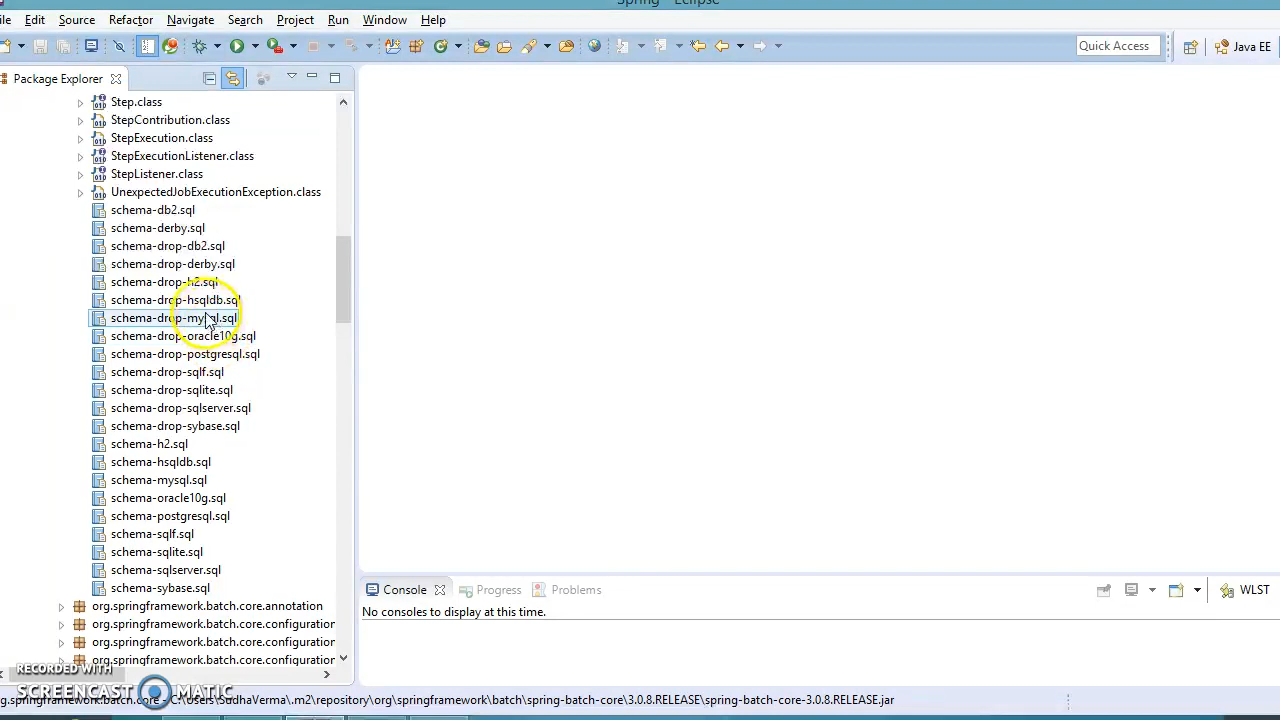 Spring - Eclipse
ile Edit Source Refactor Navigate Search Project Run Window Help
Quick Access Java EE
Package Explorer
Step.class
StepContribution.class
StepExecution.class
StepExecutionListener.class
StepListener.class
UnexpectedJobExecutionException.class
schema-db2.sql
schema-derby.sql
schema-drop-db2.sql
schema-drop-derby.sql
schema-drop-h2.sql
schema-drop-hsqldb.sql
schema-drop-mysql.sql
schema-drop-oracle10g.sql
schema-drop-postgresql.sql
schema-drop-sqlf.sql
schema-drop-sqlite.sql
schema-drop-sqlserver.sql
schema-drop-sybase.sql
schema-h2.sql
schema-hsqldb.sql
schema-mysql.sql
schema-oracle10g.sql
schema-postgresql.sql
schema-sqlf.sql
schema-sqlite.sql
schema-sqlserver.sql
schema-sybase.sql
org.springframework.batch.core.annotation
org.springframework.batch.core.configuration
org.springframework.batch.core.configuration
org.springframework.batch.core.configuration
Console Progress Problems WLST
No consoles to display at this time.
RECORDED WITH
SCREENCAST MATIC
g.springframework.batch.core - C:\Users\SudhaVerma\.m2\repository\org\springframework\batch\spring-batch-core\3.0.8.RELEASE\spring-batch-core-3.0.8.RELEASE.jar